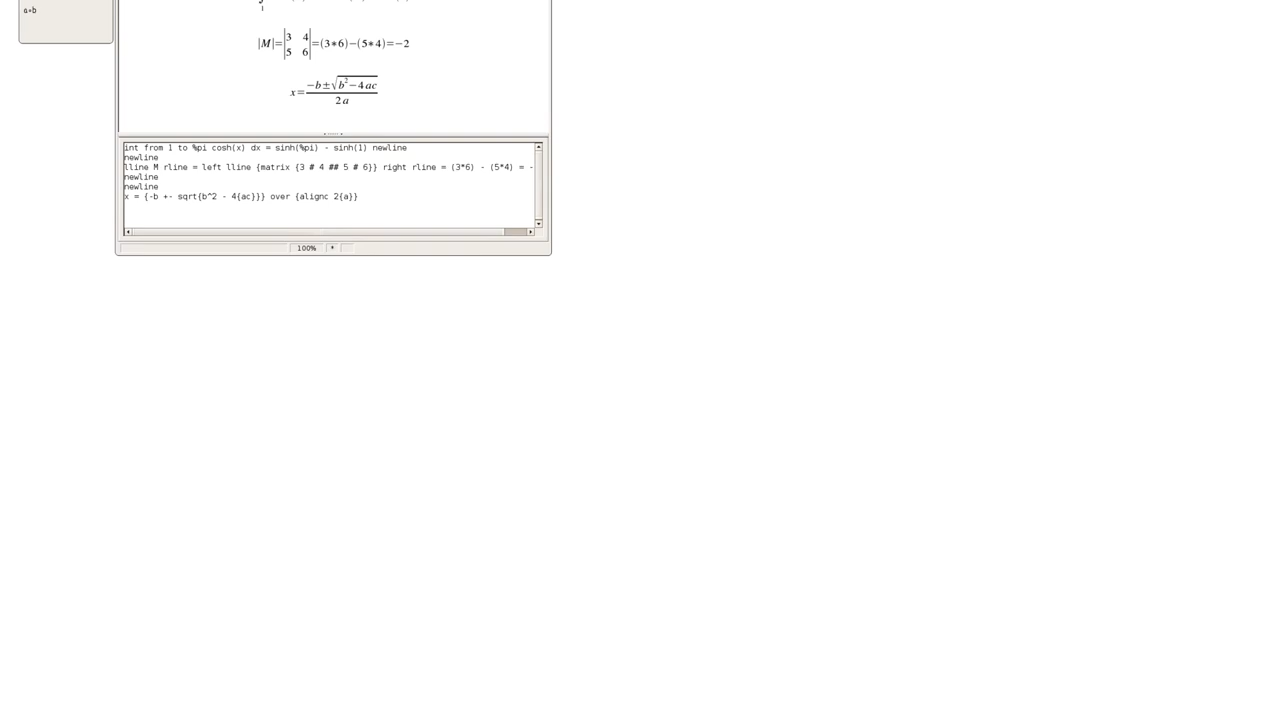 a÷b
|M|=|3 4
5 6|=(3∗6)−(5∗4)=−2
x=−b±√b²−4ac
2a
int from 1 to %pi cosh(x) dx = sinh(%pi) - sinh(1) newline
newline
lline M rline = left lline {matrix {3 # 4 ## 5 # 6}} right rline = (3*6) - (5*4) = -
newline
newline
x = {-b +- sqrt{b^2 - 4{ac}}} over {alignc 2{a}}
100% *